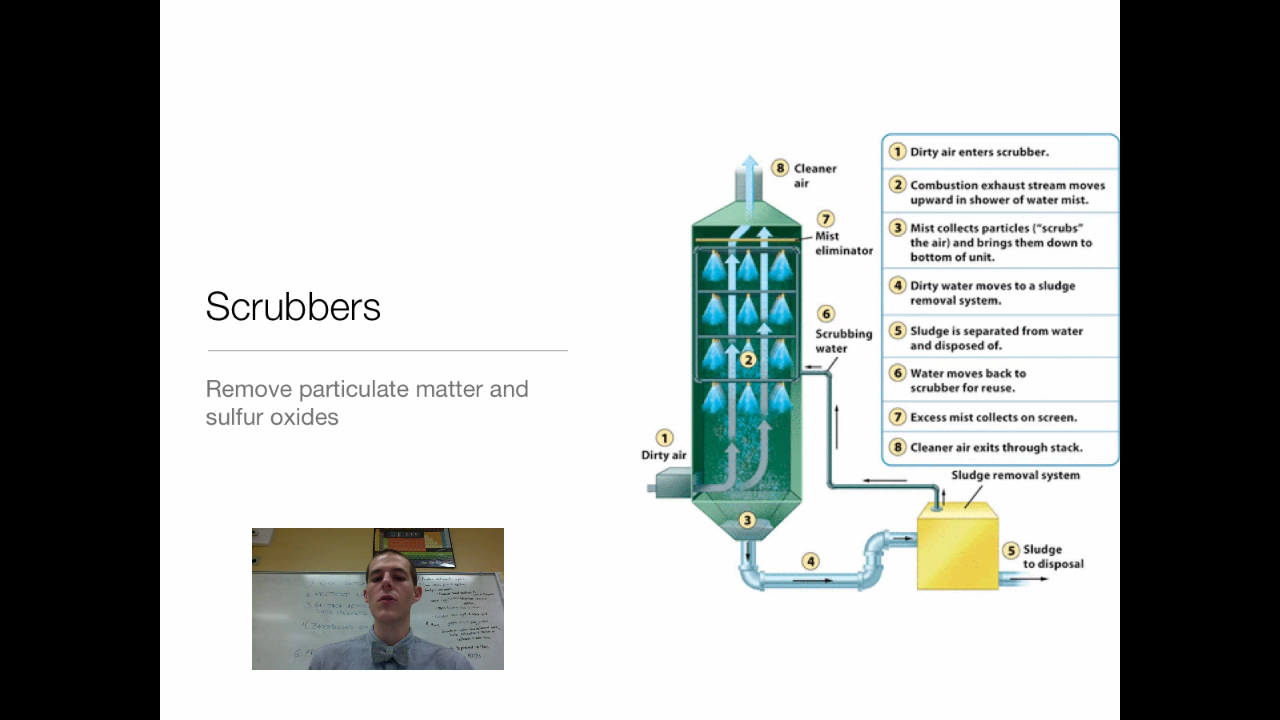 Scrubbers
Remove particulate matter and
sulfur oxides
8 Cleaner
air
7
Mist
eliminator
6
Scrubbing
water
2
1
Dirty air
3
4
5 Sludge
to disposal
Sludge removal system
1 Dirty air enters scrubber.
2 Combustion exhaust stream moves
upward in shower of water mist.
3 Mist collects particles (“scrubs”
the air) and brings them down to
bottom of unit.
4 Dirty water moves to a sludge
removal system.
5 Sludge is separated from water
and disposed of.
6 Water moves back to
scrubber for reuse.
7 Excess mist collects on screen.
8 Cleaner air exits through stack.